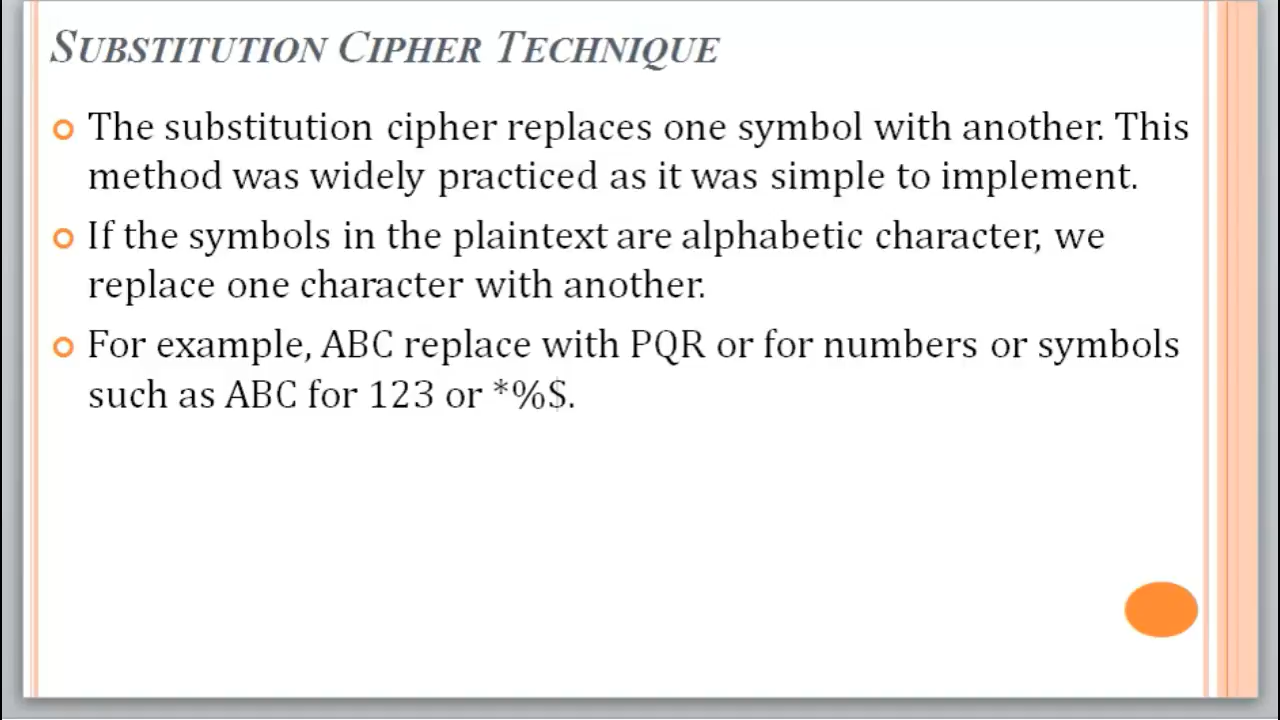 SUBSTITUTION CIPHER TECHNIQUE
The substitution cipher replaces one symbol with another. This
method was widely practiced as it was simple to implement.
If the symbols in the plaintext are alphabetic character, we
replace one character with another.
For example, ABC replace with PQR or for numbers or symbols
such as ABC for 123 or *%$.